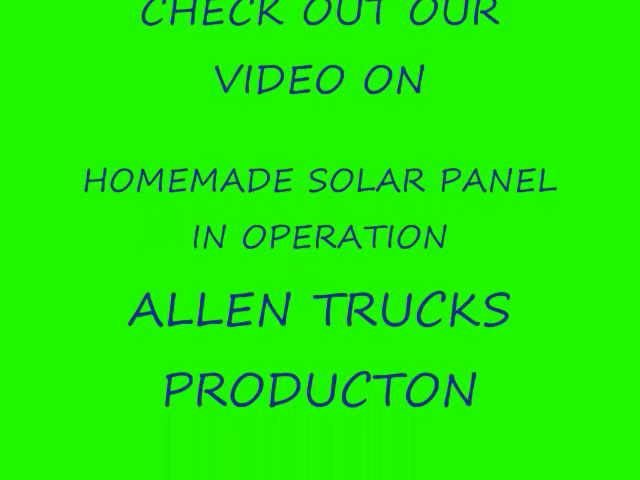 CHECK OUT OUR
VIDEO ON
HOMEMADE SOLAR PANEL
IN OPERATION
ALLEN TRUCKS
PRODUCTON